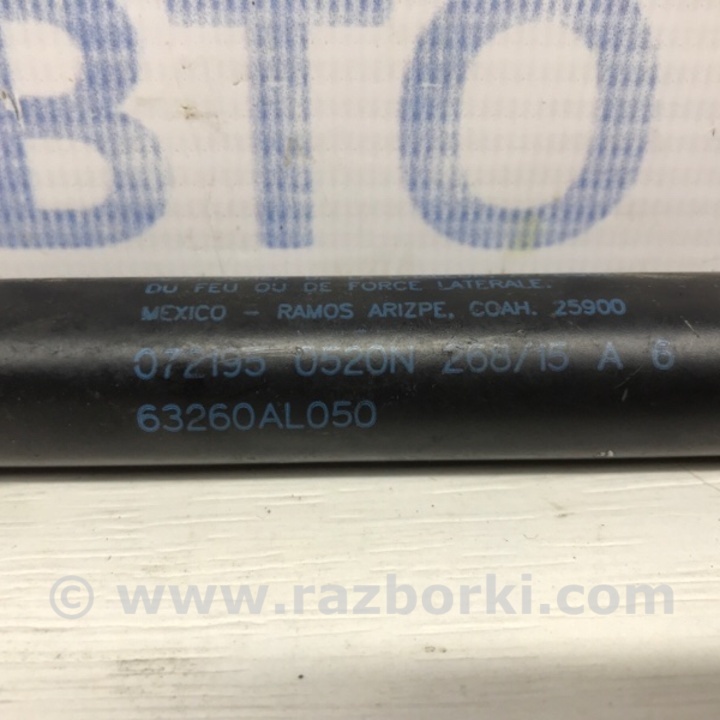 ВТО
DU FEU OU DE FORCE LATERALE.
MEXICO - RAMOS ARIZPE, COAH. 25900
072195 0520N 268/15 A 6
63260AL050
© www.razborki.com